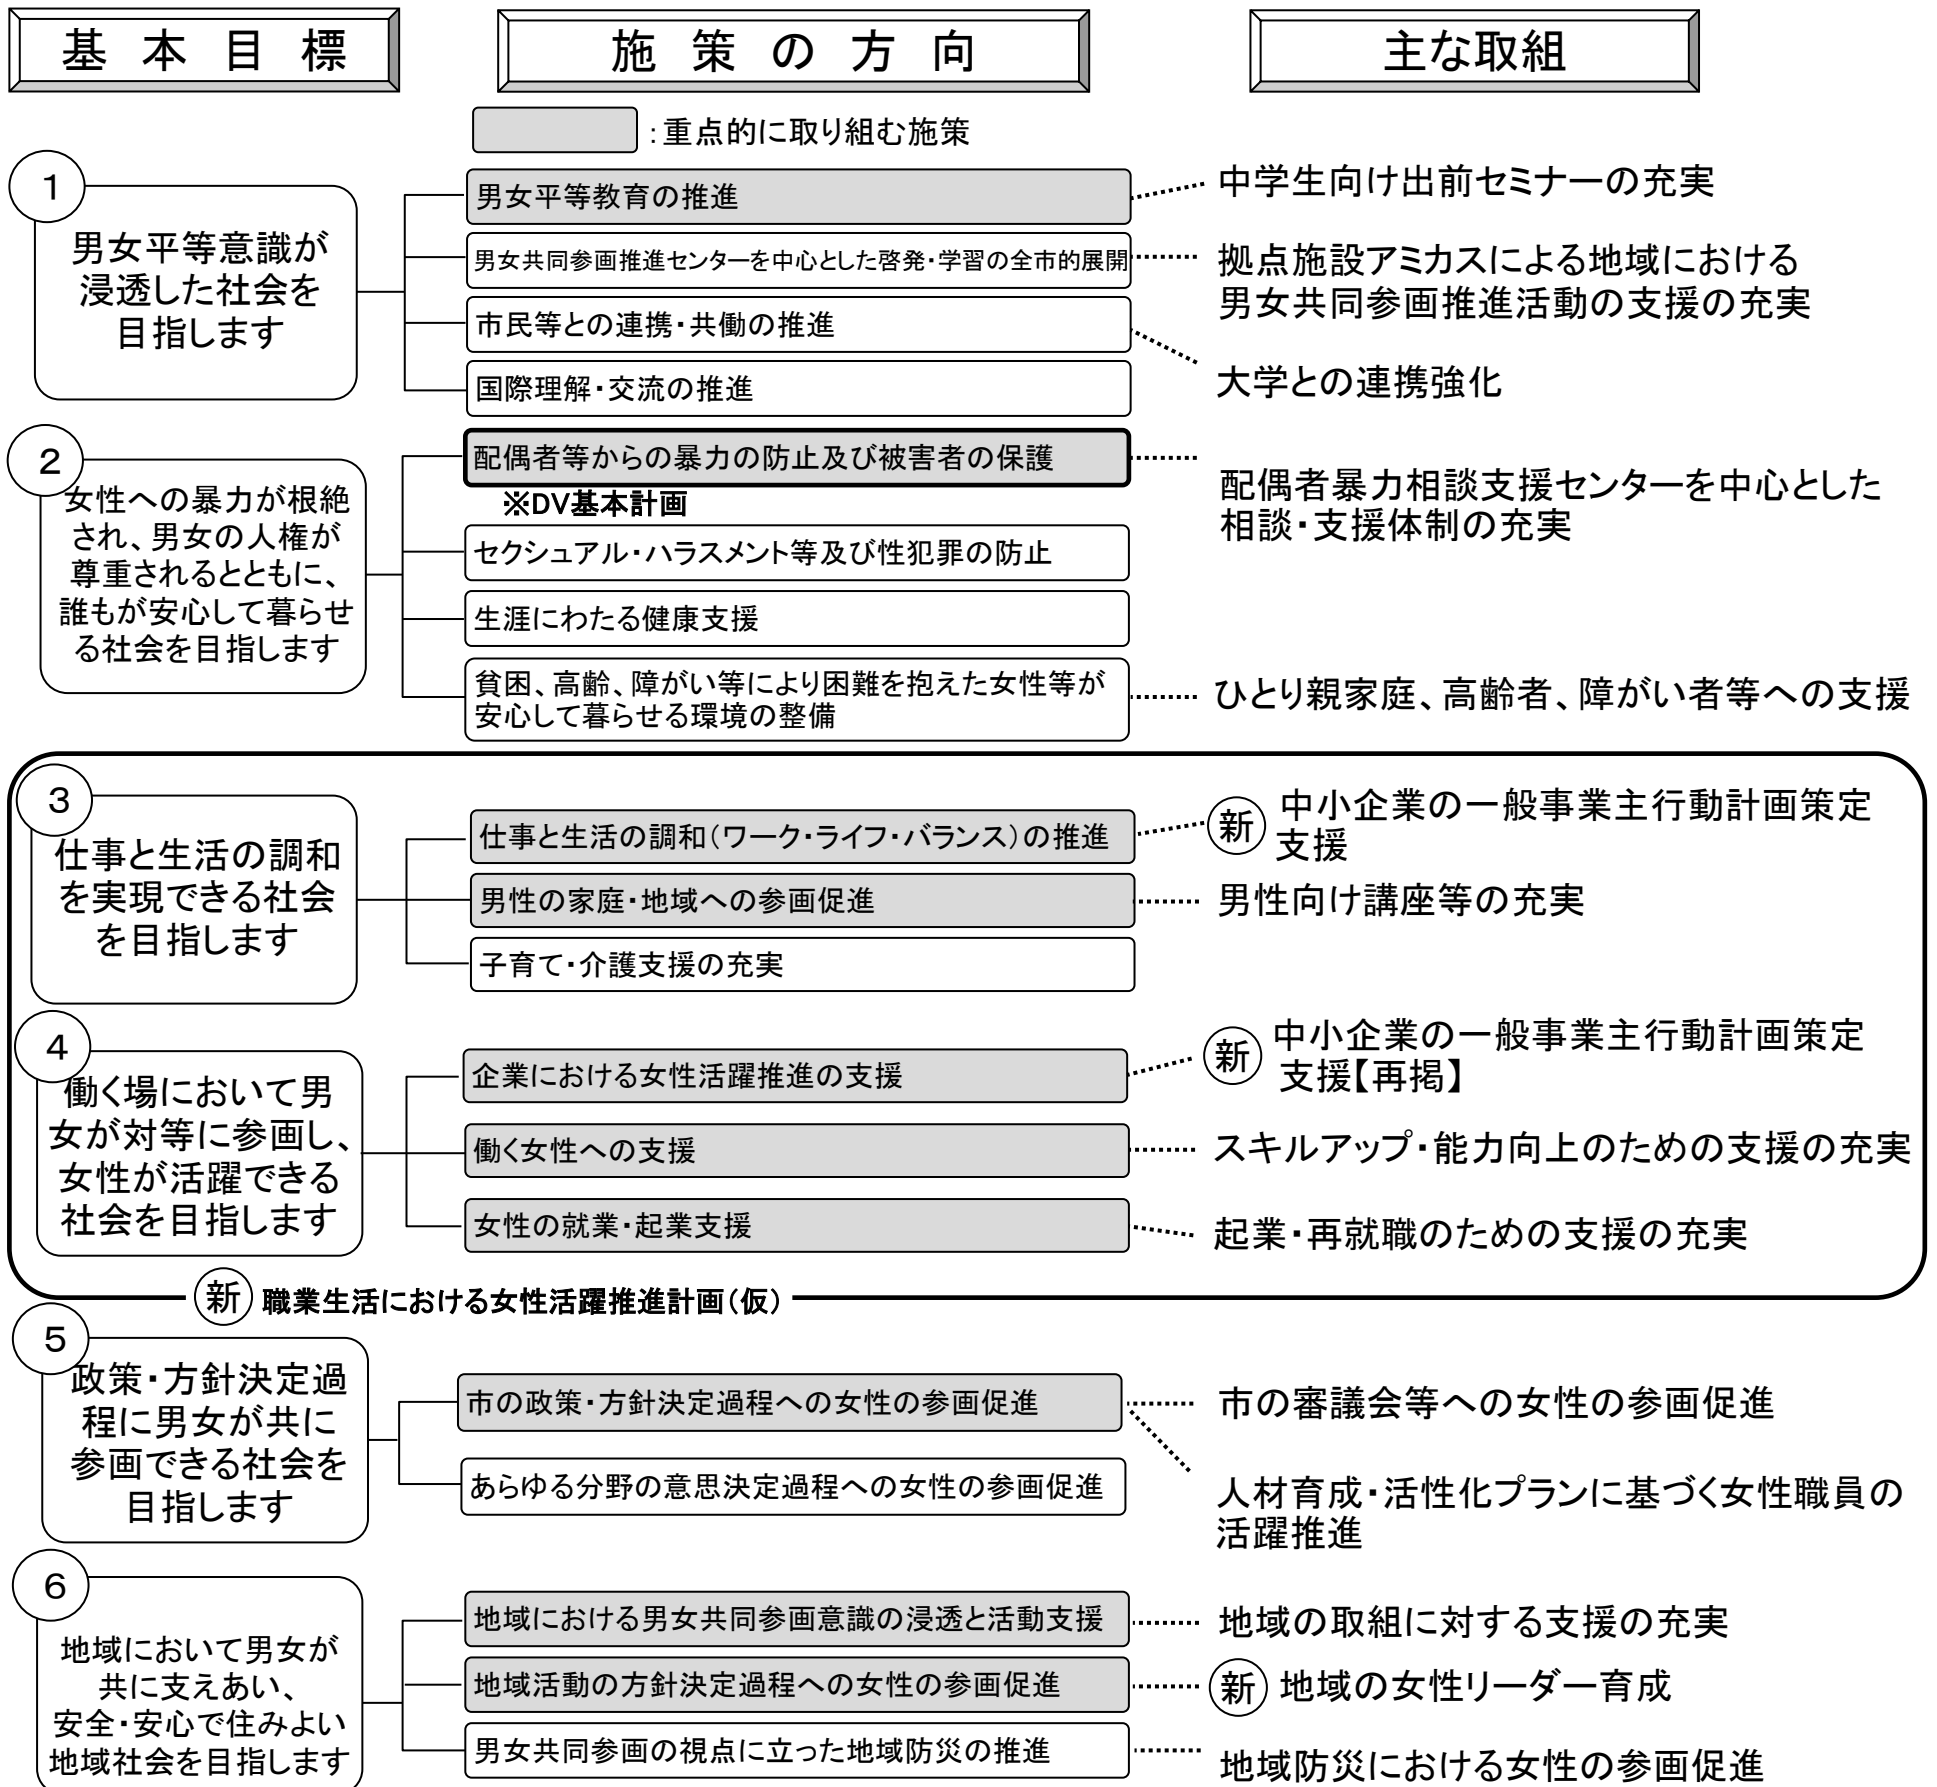 基本目標
施策の方向
主な取組
：重点的に取り組む施策
1
男女平等意識が
浸透した社会を
目指します
男女平等教育の推進
中学生向け出前セミナーの充実
男女共同参画推進センターを中心とした啓発・学習の全市的展開
拠点施設アミカスによる地域における
男女共同参画推進活動の支援の充実
市民等との連携・共働の推進
大学との連携強化
国際理解・交流の推進
2
女性への暴力が根絶
され、男女の人権が
尊重されるとともに、
誰もが安心して暮らせ
る社会を目指します
配偶者等からの暴力の防止及び被害者の保護
※DV基本計画
配偶者暴力相談支援センターを中心とした
相談・支援体制の充実
セクシュアル・ハラスメント等及び性犯罪の防止
生涯にわたる健康支援
貧困、高齢、障がい等により困難を抱えた女性等が
安心して暮らせる環境の整備
ひとり親家庭、高齢者、障がい者等への支援
3
仕事と生活の調和
を実現できる社会
を目指します
仕事と生活の調和（ワーク・ライフ・バランス）の推進
新 中小企業の一般事業主行動計画策定
支援
男性の家庭・地域への参画促進
男性向け講座等の充実
子育て・介護支援の充実
4
働く場において男
女が対等に参画し、
女性が活躍できる
社会を目指します
企業における女性活躍推進の支援
新 中小企業の一般事業主行動計画策定
支援【再掲】
働く女性への支援
スキルアップ・能力向上のための支援の充実
女性の就業・起業支援
起業・再就職のための支援の充実
新 職業生活における女性活躍推進計画（仮）
5
政策・方針決定過
程に男女が共に
参画できる社会を
目指します
市の政策・方針決定過程への女性の参画促進
市の審議会等への女性の参画促進
あらゆる分野の意思決定過程への女性の参画促進
人材育成・活性化プランに基づく女性職員の
活躍推進
6
地域において男女が
共に支えあい、
安全・安心で住みよい
地域社会を目指します
地域における男女共同参画意識の浸透と活動支援
地域の取組に対する支援の充実
地域活動の方針決定過程への女性の参画促進
新 地域の女性リーダー育成
男女共同参画の視点に立った地域防災の推進
地域防災における女性の参画促進